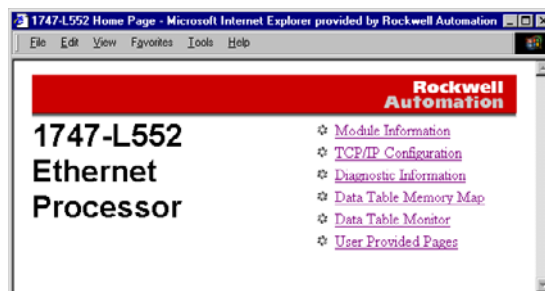 1747-L552 Home Page - Microsoft Internet Explorer provided by Rockwell Automation
File Edit View Favorites Tools Help
Rockwell
Automation
1747-L552
Ethernet
Processor
Module Information
TCP/IP Configuration
Diagnostic Information
Data Table Memory Map
Data Table Monitor
User Provided Pages